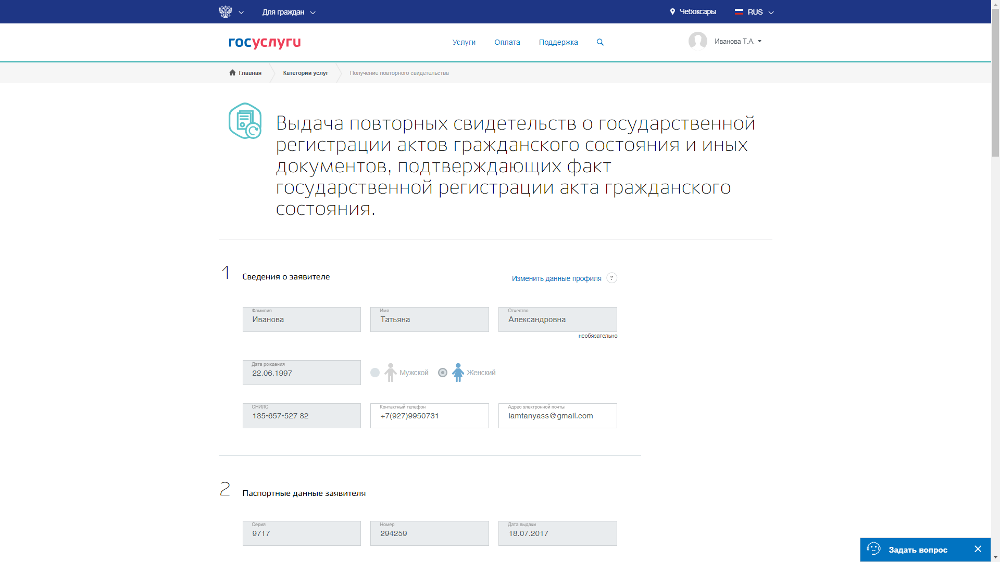 Для граждан
Чебоксары
RUS
госуслуги
Услуги
Оплата
Поддержка
Иванова Т.А.
Главная
Категории услуг
Получение повторного свидетельства
Выдача повторных свидетельств о государственной
регистрации актов гражданского состояния и иных
документов, подтверждающих факт
государственной регистрации акта гражданского
состояния.
1
Сведения о заявителе
Изменить данные профиля
?
Фамилия
Иванова
Имя
Татьяна
Отчество
Александровна
необязательно
Дата рождения
22.06.1997
Мужской
Женский
СНИЛС
135-657-527 82
Контактный телефон
+7(927)9950731
Адрес электронной почты
iamtanyass@gmail.com
2
Паспортные данные заявителя
Серия
9717
Номер
294259
Дата выдачи
18.07.2017
Задать вопрос